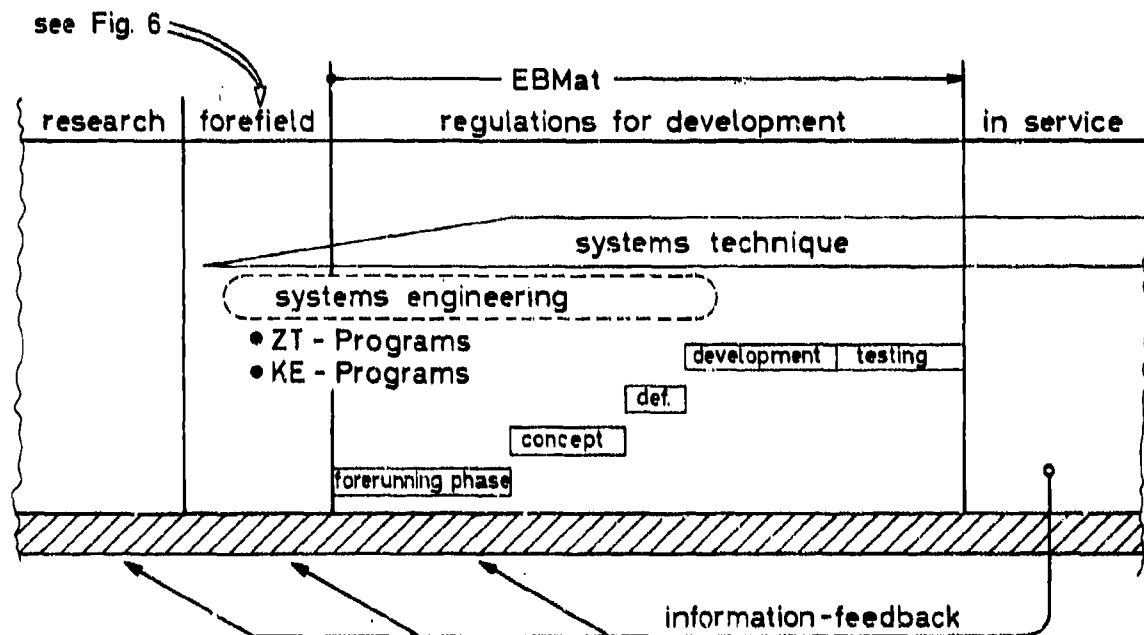 see Fig. 6
EBMat
research forefield regulations for development in service
systems technique
systems engineering
• ZT - Programs
• KE - Programs
development testing
def.
concept
forerunning phase
information-feedback